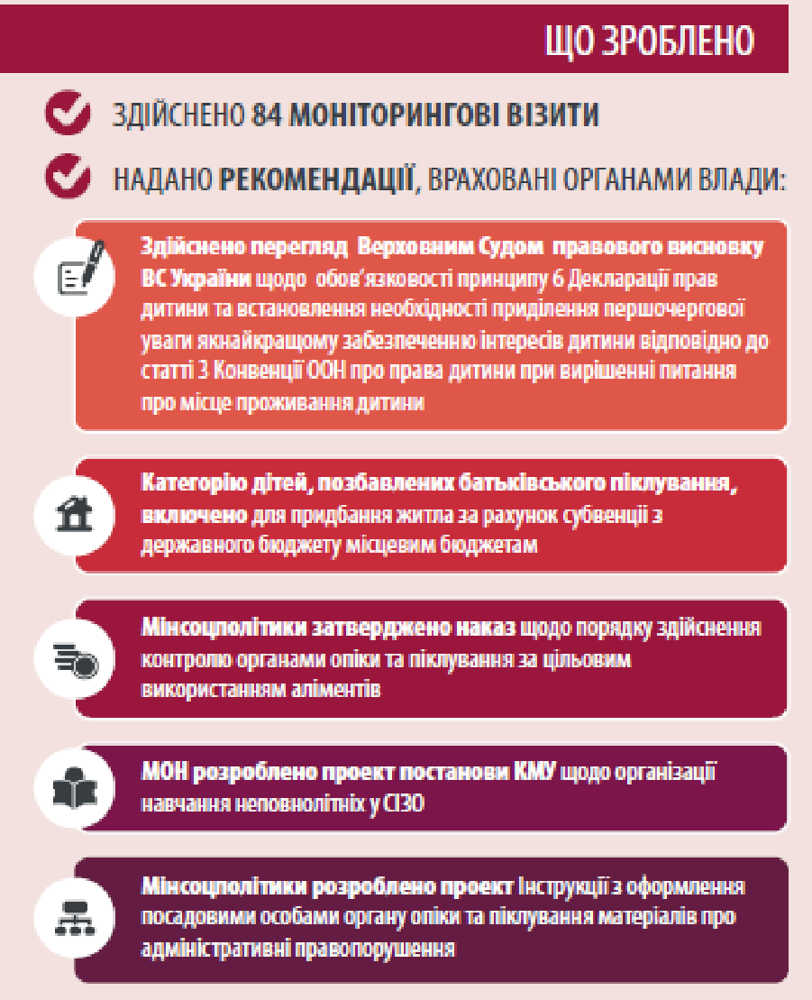 ЩО ЗРОБЛЕНО
ЗДІЙСНЕНО 84 МОНІТОРИНГОВІ ВІЗИТИ
НАДАНО РЕКОМЕНДАЦІЇ, ВРАХОВАНІ ОРГАНАМИ ВЛАДИ:
Здійснено перегляд Верховним Судом правового висновку
ВС України щодо обов’язковості принципу 6 Декларації прав
дитини та встановлення необхідності приділення першочергової
уваги якнайкращому забезпеченню інтересів дитини відповідно до
статті 3 Конвенції ООН про права дитини при вирішенні питання
про місце проживання дитини
Категорію дітей, позбавлених батьківського піклування,
включено для придбання житла за рахунок субвенції з
державного бюджету місцевим бюджетам
Мінсоцполітики затверджено наказ щодо порядку здійснення
контролю органами опіки та піклування за цільовим
використанням аліментів
МОН розроблено проект постанови КМУ щодо організації
навчання неповнолітніх у СІЗО
Мінсоцполітики розроблено проект Інструкції з оформлення
посадовими особами органу опіки та піклування матеріалів про
адміністративні правопорушення